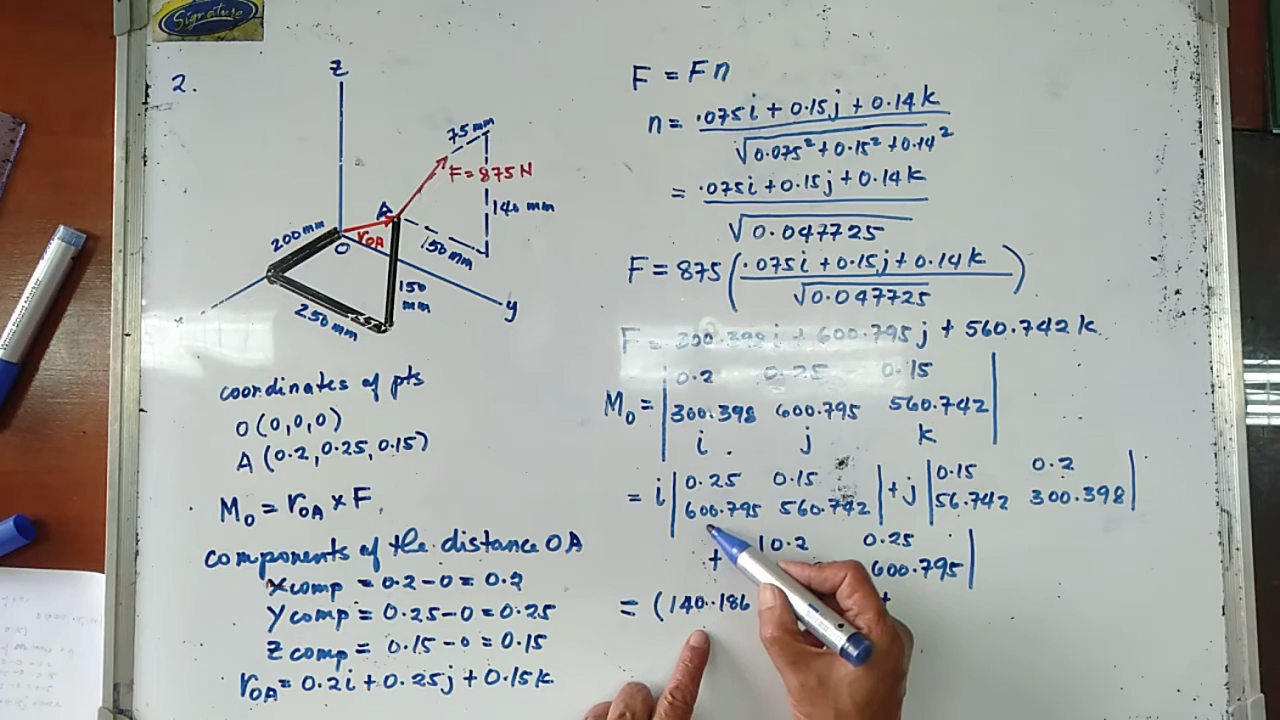 Signature
2.
Z
75 mm
F = 875 N
A
140 mm
200 mm
O
rOA
150 mm
150 mm
y
250 mm
coordinates of pts
O (0,0,0)
A (0.2, 0.25, 0.15)
M₀ = rOA × F
components of the distance OA
Xcomp = 0.2 - 0 = 0.2
Ycomp = 0.25 - 0 = 0.25
Zcomp = 0.15 - 0 = 0.15
rOA = 0.2i + 0.25j + 0.15k
F = Fn
n = .075i + 0.15j + 0.14k
√0.075² + 0.15² + 0.14²
= .075i + 0.15j + 0.14k
√0.047725
F = 875 (.075i + 0.15j + 0.14k)
√0.047725
F = 300.398i + 600.795j + 560.742k
0.2 0.25 0.15
M₀ = | 300.398 600.795 560.742 |
i j k
0.25 0.15 0.15 0.2
= i | 600.795 560.742 | + j | 56.742 300.398 |
+ 0.2 0.25
600.795 |
= (140.186 +